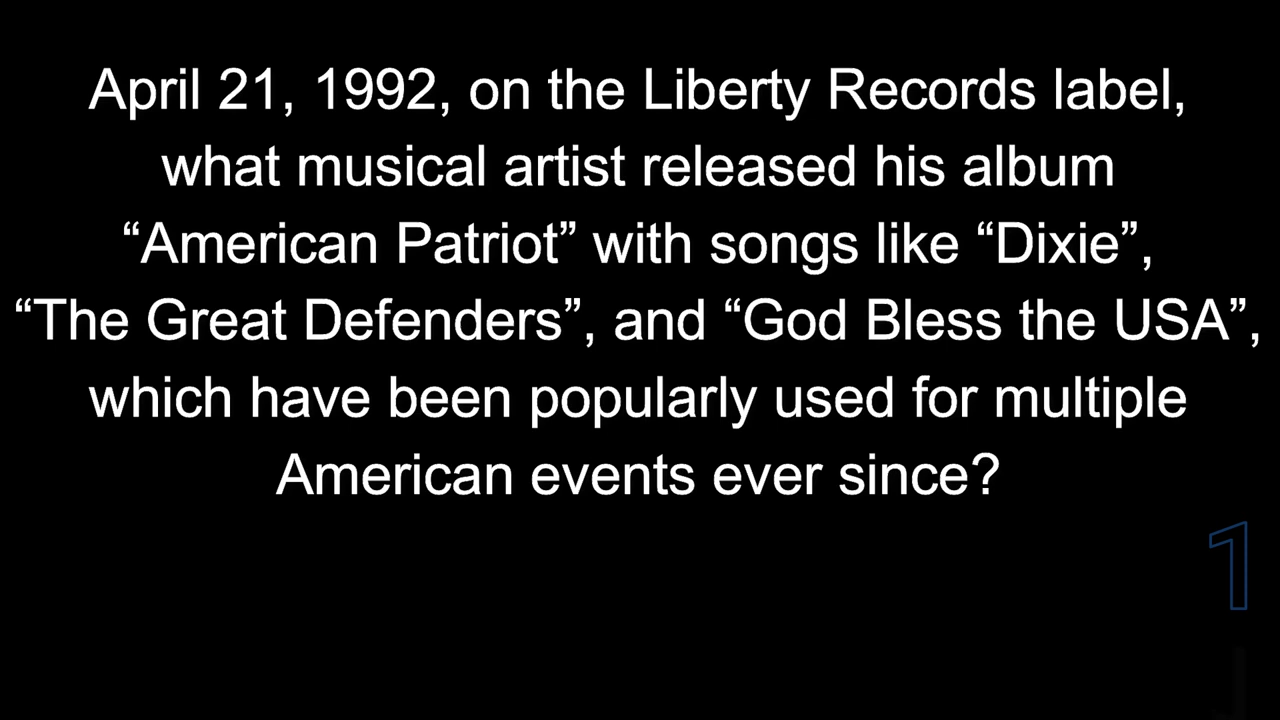 April 21, 1992, on the Liberty Records label,
what musical artist released his album
“American Patriot” with songs like “Dixie”,
“The Great Defenders”, and “God Bless the USA”,
which have been popularly used for multiple
American events ever since?
1